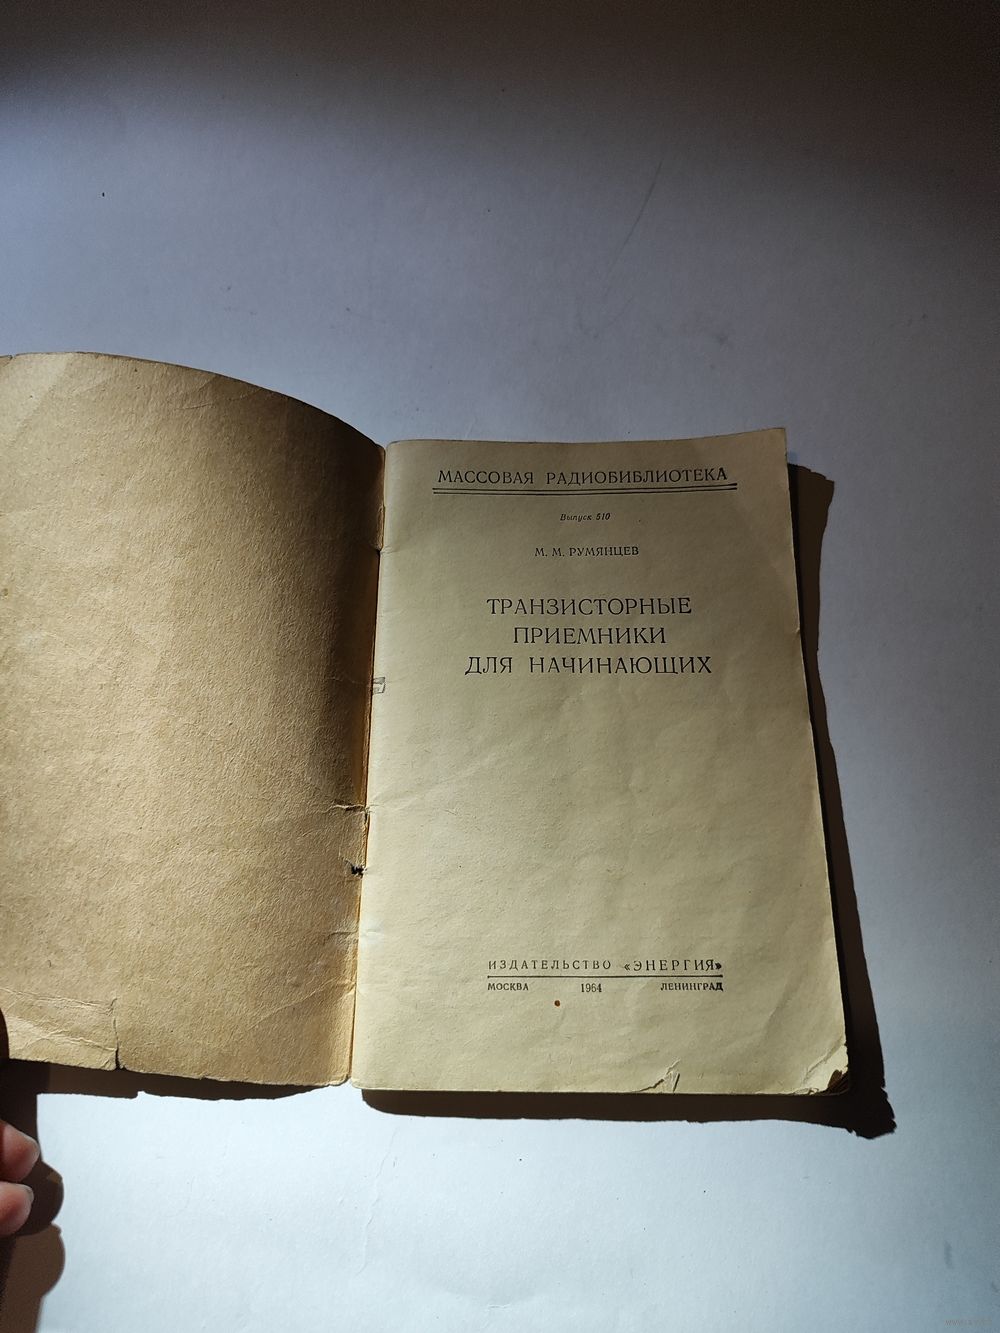 МАССОВАЯ РАДИОБИБЛИОТЕКА
Выпуск 510
М. М. РУМЯНЦЕВ
ТРАНЗИСТОРНЫЕ
ПРИЕМНИКИ
ДЛЯ НАЧИНАЮЩИХ
ИЗДАТЕЛЬСТВО «ЭНЕРГИЯ»
МОСКВА 1964 ЛЕНИНГРАД